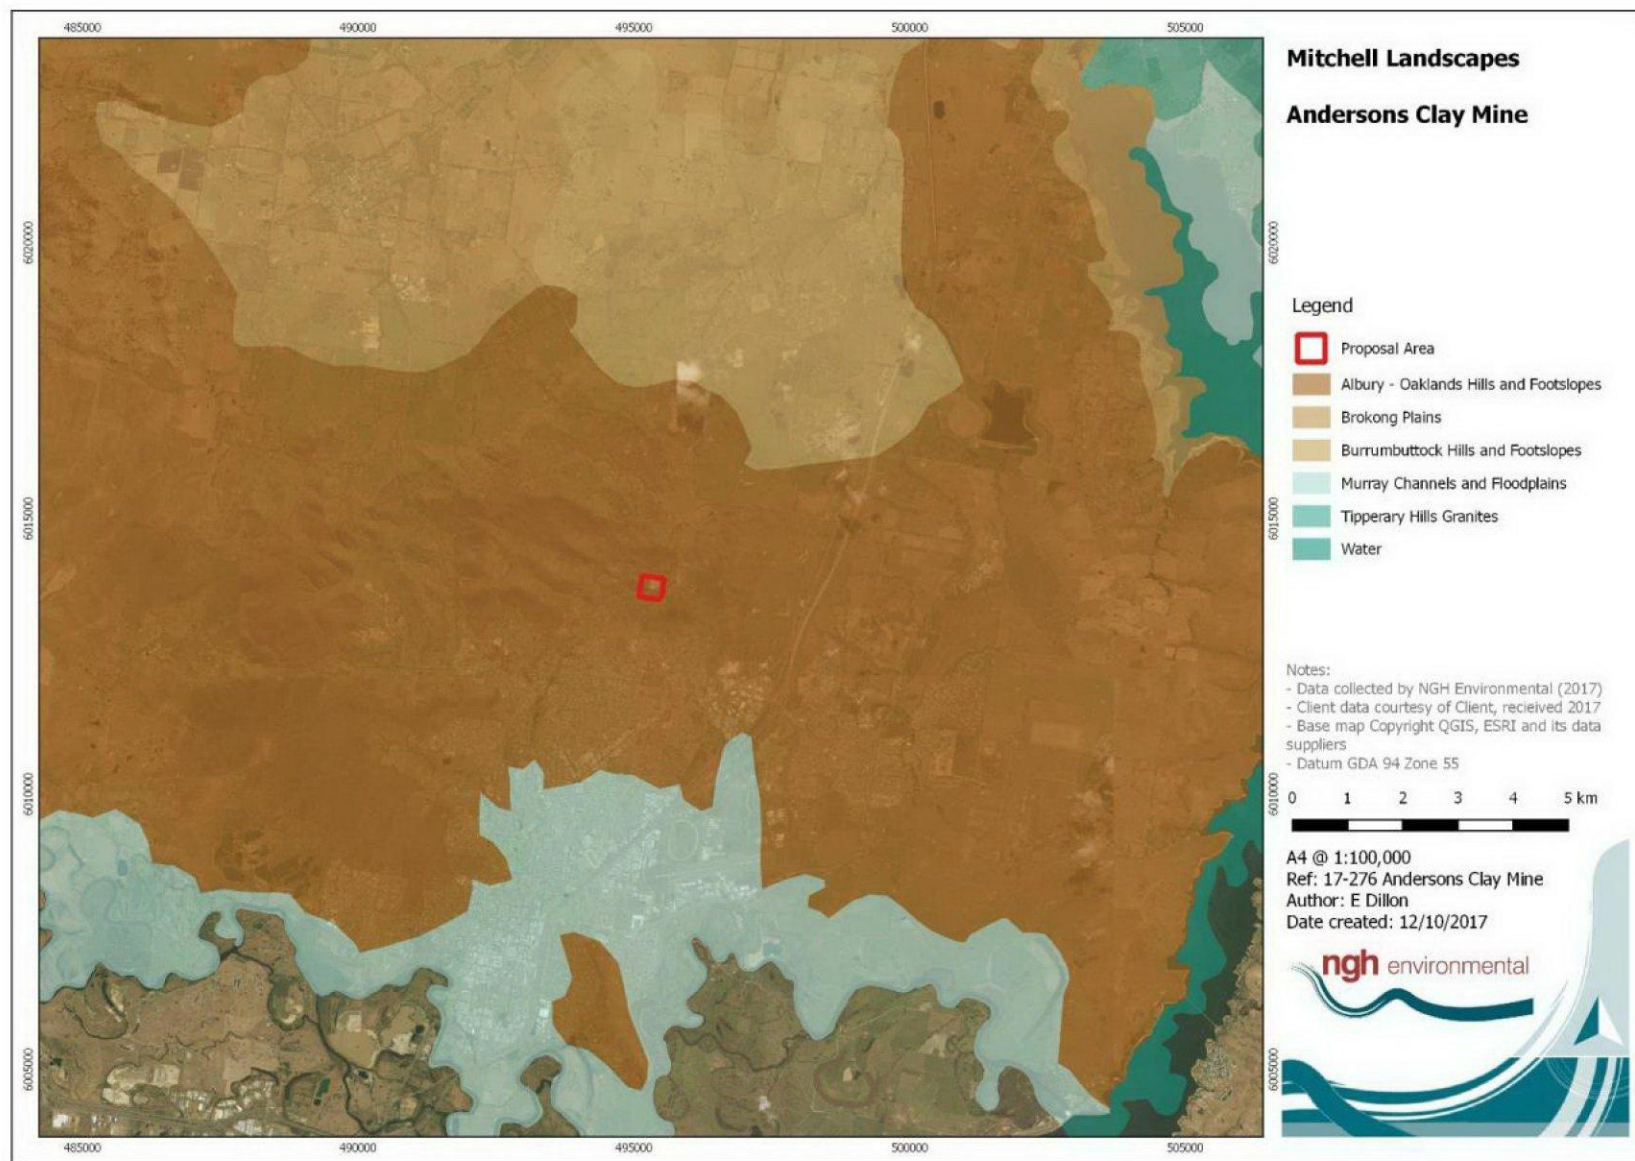 485000
490000
495000
500000
505000
6020000
6015000
6010000
6005000
6020000
6015000
6010000
6005000
485000
490000
495000
500000
505000
Mitchell Landscapes
Andersons Clay Mine
Legend
Proposal Area
Albury - Oaklands Hills and Footslopes
Brokong Plains
Burrumbuttock Hills and Footslopes
Murray Channels and Floodplains
Tipperary Hills Granites
Water
Notes:
- Data collected by NGH Environmental (2017)
- Client data courtesy of Client, recieived 2017
- Base map Copyright QGIS, ESRI and its data
suppliers
- Datum GDA 94 Zone 55
0 1 2 3 4 5 km
A4 @ 1:100,000
Ref: 17-276 Andersons Clay Mine
Author: E Dillon
Date created: 12/10/2017
ngh environmental